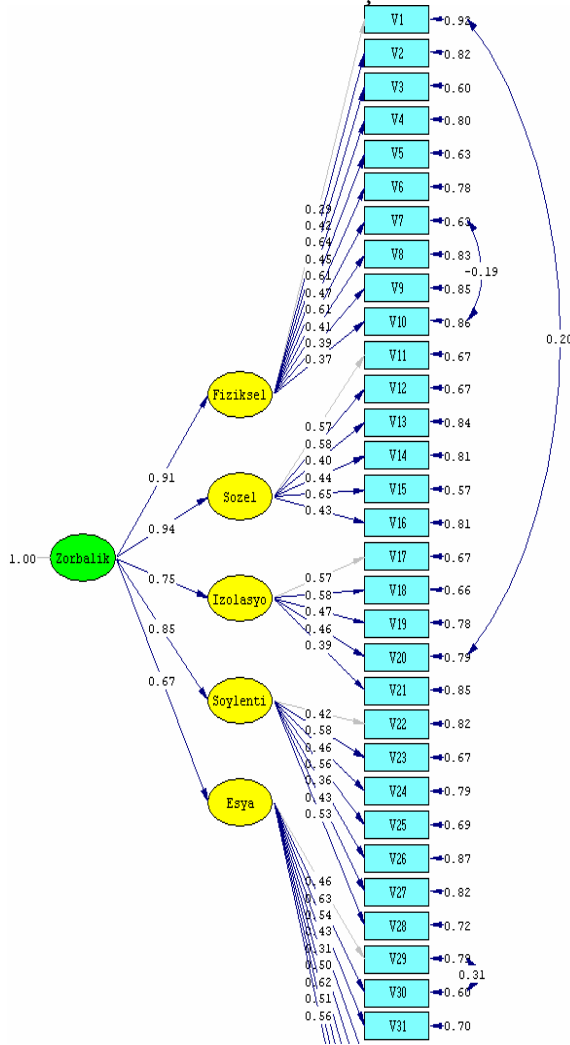 V1 0.92
V2 0.82
V3 0.60
V4 0.80
V5 0.63
V6 0.78
V7 0.63
V8 0.83
V9 0.85
V10 0.86
V11 0.67
V12 0.67
V13 0.84
V14 0.81
V15 0.57
V16 0.81
V17 0.67
V18 0.66
V19 0.78
V20 0.79
V21 0.85
V22 0.82
V23 0.67
V24 0.79
V25 0.69
V26 0.87
V27 0.82
V28 0.72
V29 0.79
V30 0.60
V31 0.70
-0.19
0.20
0.31
0.29
0.42
0.64
0.45
0.61
0.47
0.61
0.41
0.39
0.37
Fiziksel
0.57
0.58
0.40
0.44
0.65
0.43
Sozel
0.57
0.58
0.47
0.46
0.39
Izolasyo
0.42
0.58
0.46
0.56
0.36
0.43
0.53
Soylenti
0.46
0.63
0.54
0.43
0.31
0.50
0.62
0.51
0.56
Esya
0.91
0.94
0.75
0.85
0.67
1.00 Zorbalik